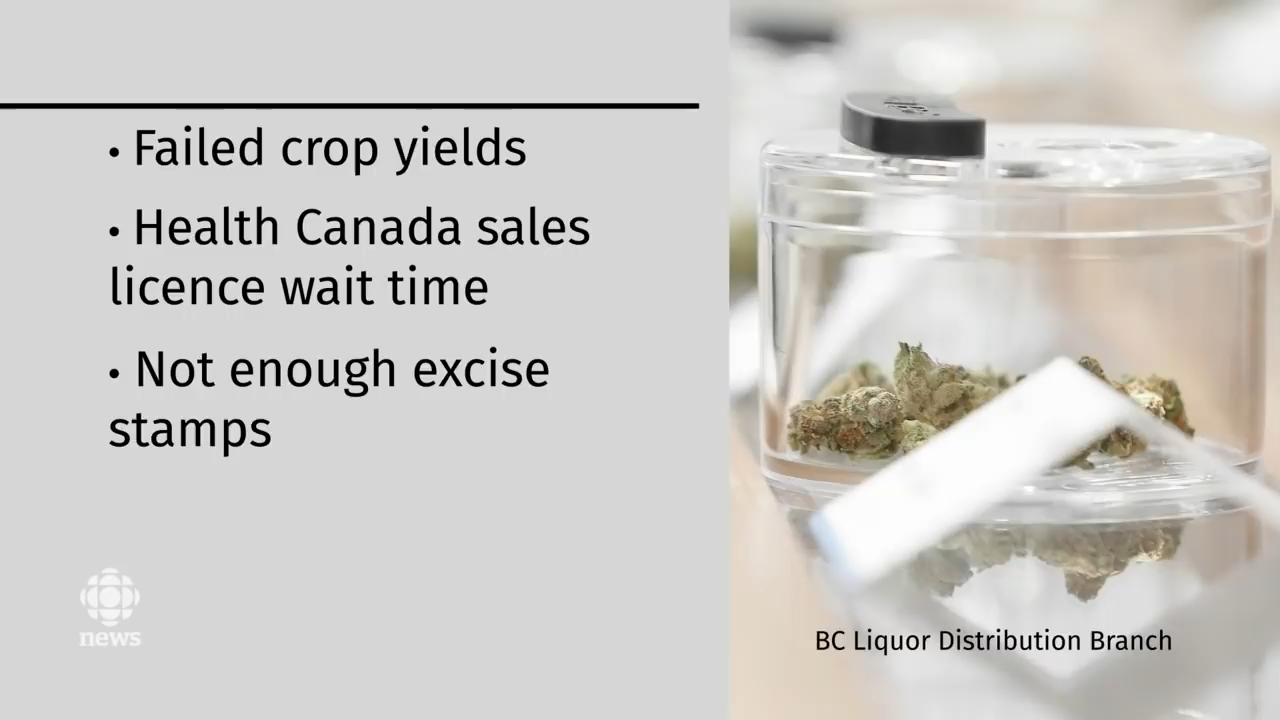 • Failed crop yields
• Health Canada sales
licence wait time
• Not enough excise
stamps
news
BC Liquor Distribution Branch